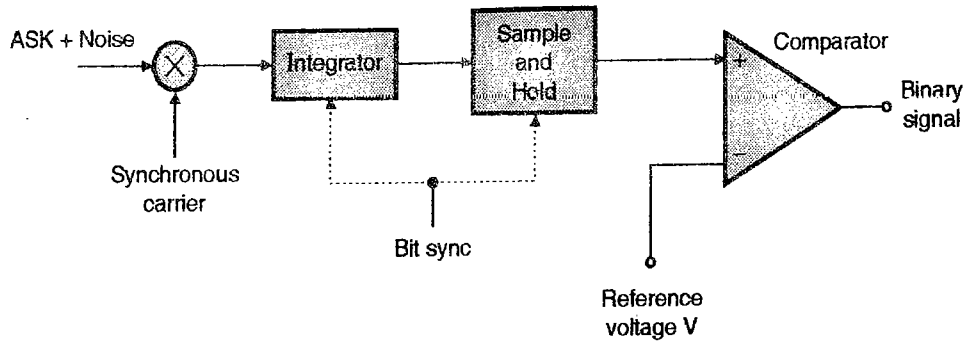 ASK + Noise
×
Integrator
Sample
and
Hold
Comparator
+
−
Binary
signal
Synchronous
carrier
Bit sync
Reference
voltage V